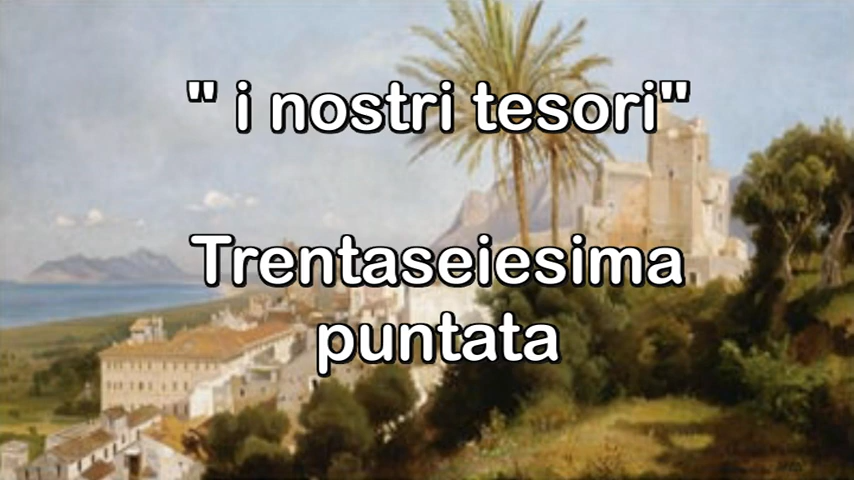 " i nostri tesori"
Trentaseiesima
puntata